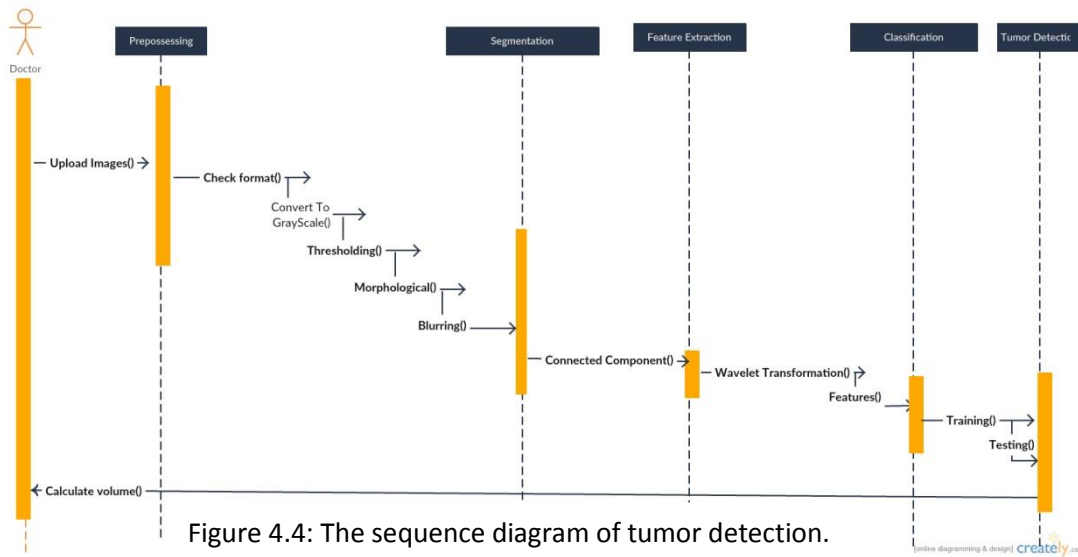 Doctor
Prepossessing
Segmentation
Feature Extraction
Classification
Tumor Detectic
Upload Images()
Check format()
Convert To
GrayScale()
Thresholding()
Morphological()
Blurring()
Connected Component()
Wavelet Transformation()
Features()
Training()
Testing()
Calculate volume()
Figure 4.4: The sequence diagram of tumor detection.
[online diagramming & design] creately.co